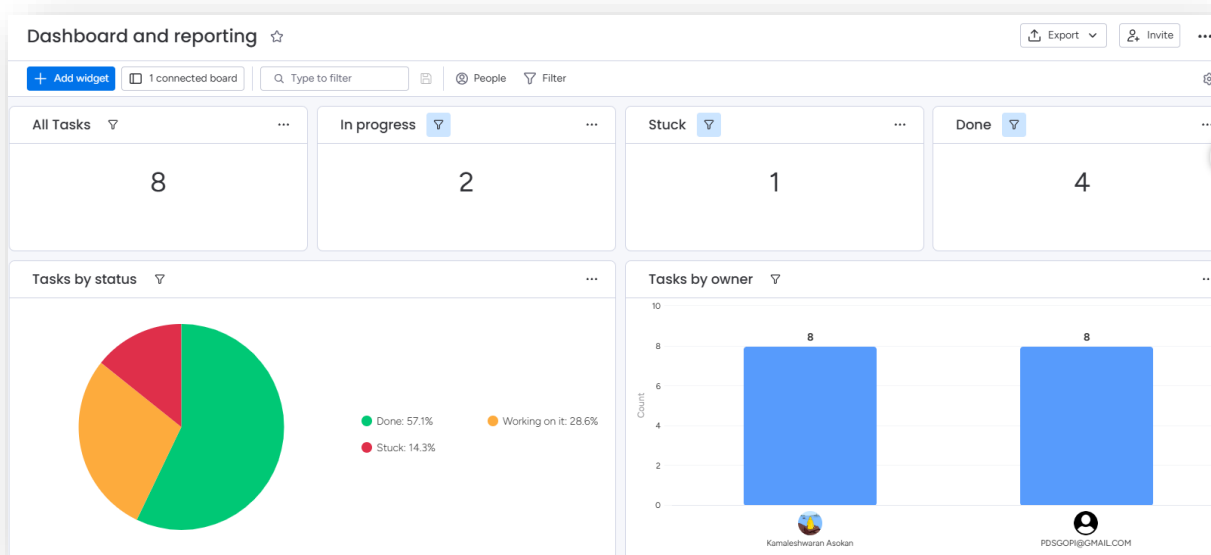 Dashboard and reporting
Export
Invite
Add widget
1 connected board
Type to filter
People
Filter
All Tasks
In progress
Stuck
Done
8
2
1
4
Tasks by status
Done: 57.1%
Working on it: 28.6%
Stuck: 14.3%
Tasks by owner
10
8
6
4
2
0
Count
8
8
Kamaleshwaran Asokan
PDSGOPI@GMAIL.COM